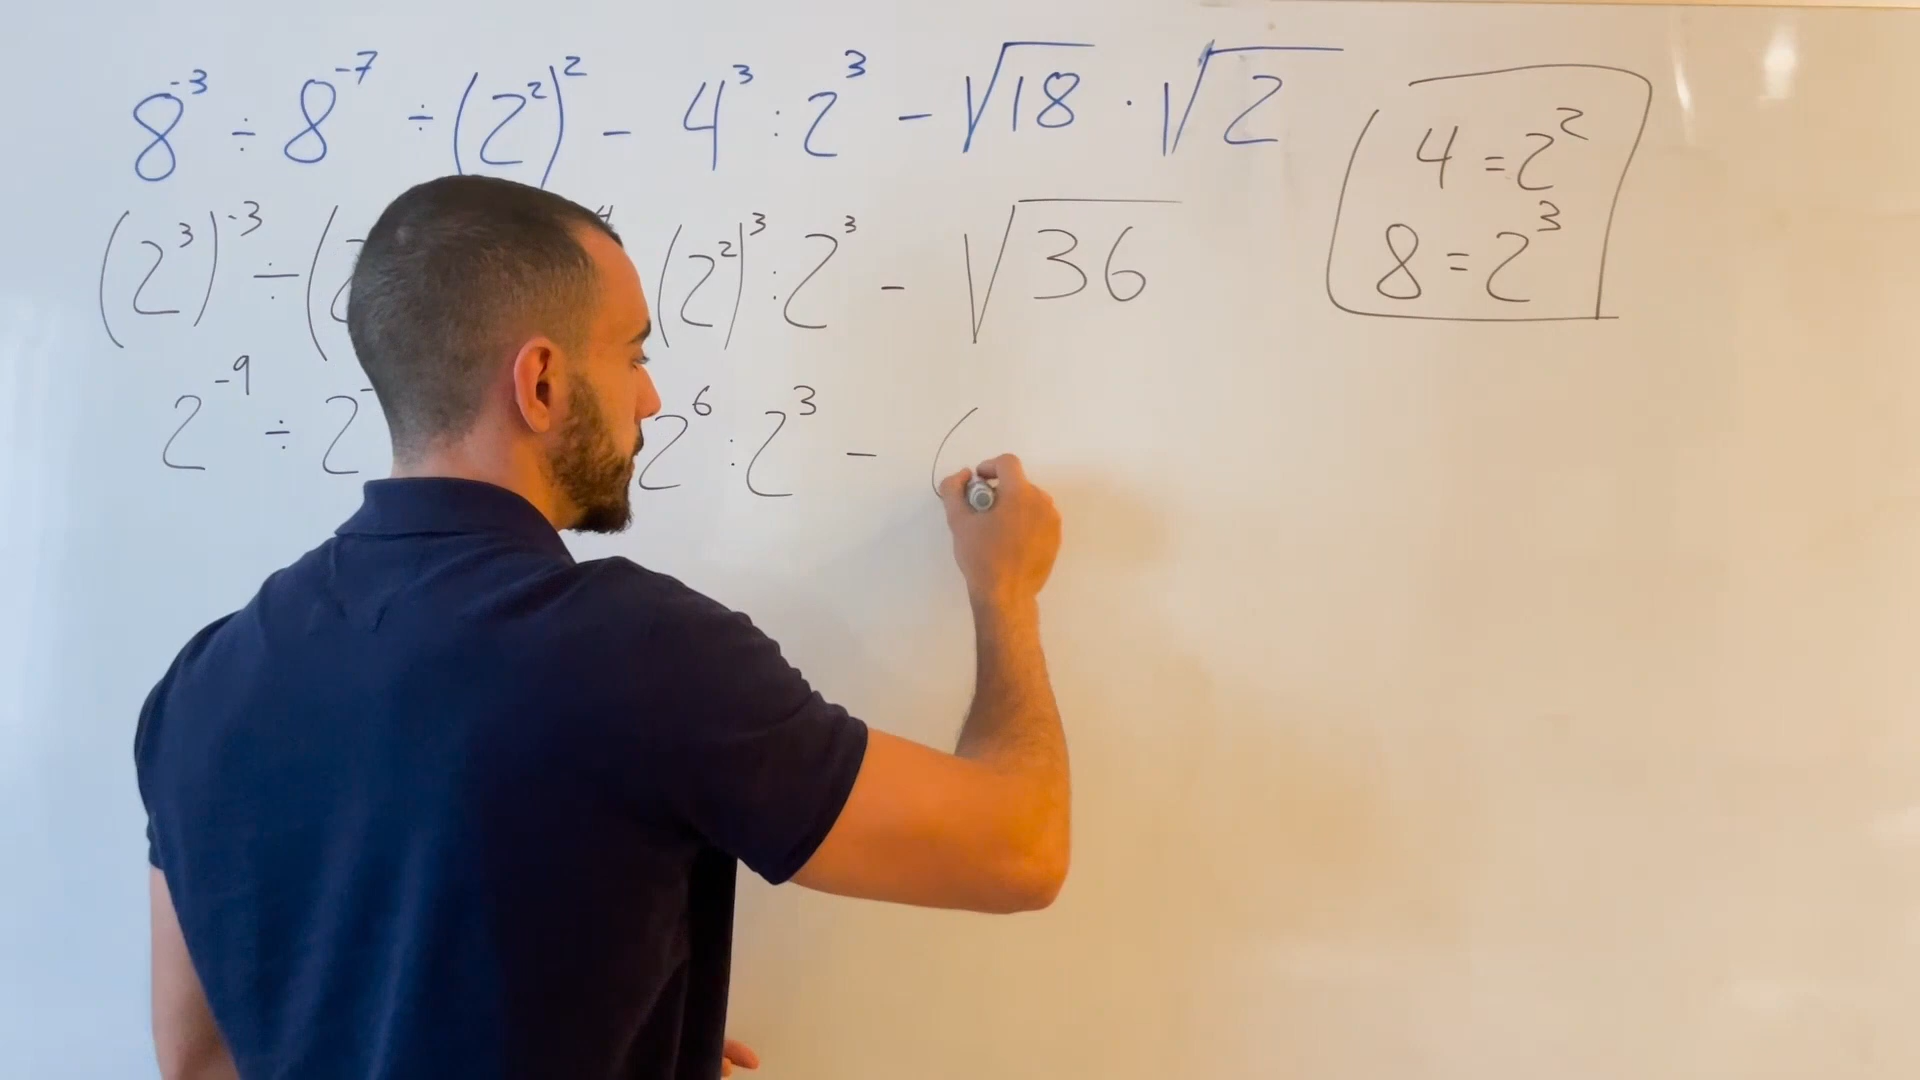 8⁻³ ÷ 8⁻⁷ ÷ (2²)² - 4³ : 2³ - √18 · √2
(2³)⁻³ ÷ ( (2²)³ : 2³ - √36
2⁻⁹ ÷ 2⁻ 2⁶ : 2³ -
4 = 2²
8 = 2³